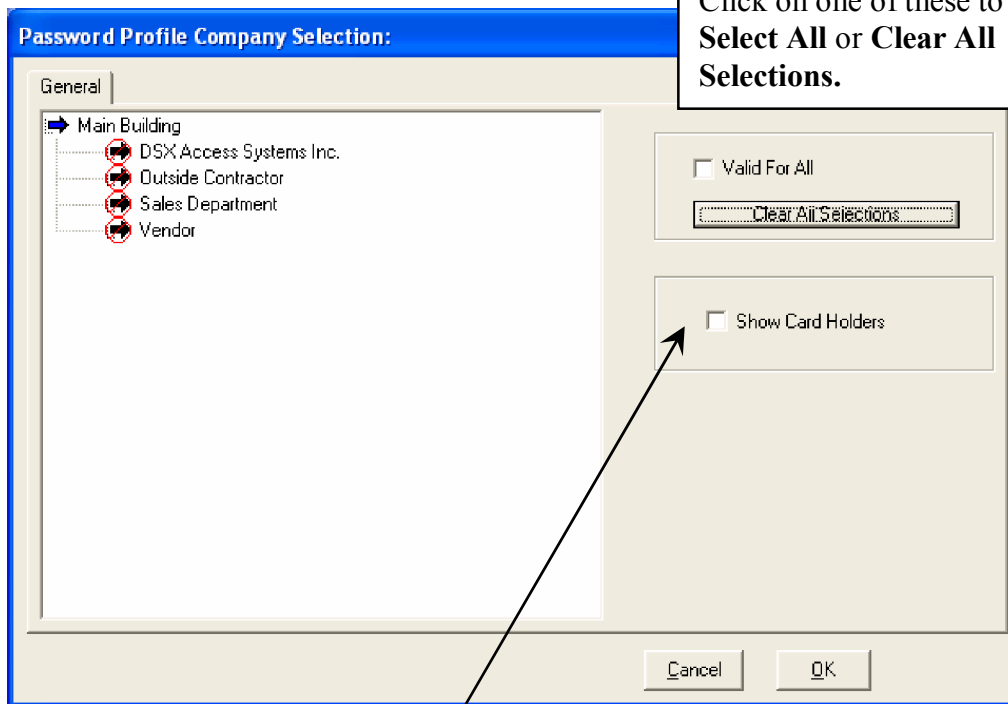 Click on one of these to
Select All or Clear All
Selections.
Password Profile Company Selection:
General
Main Building
DSX Access Systems Inc.
Outside Contractor
Sales Department
Vendor
Valid For All
Clear All Selections
Show Card Holders
Cancel
OK